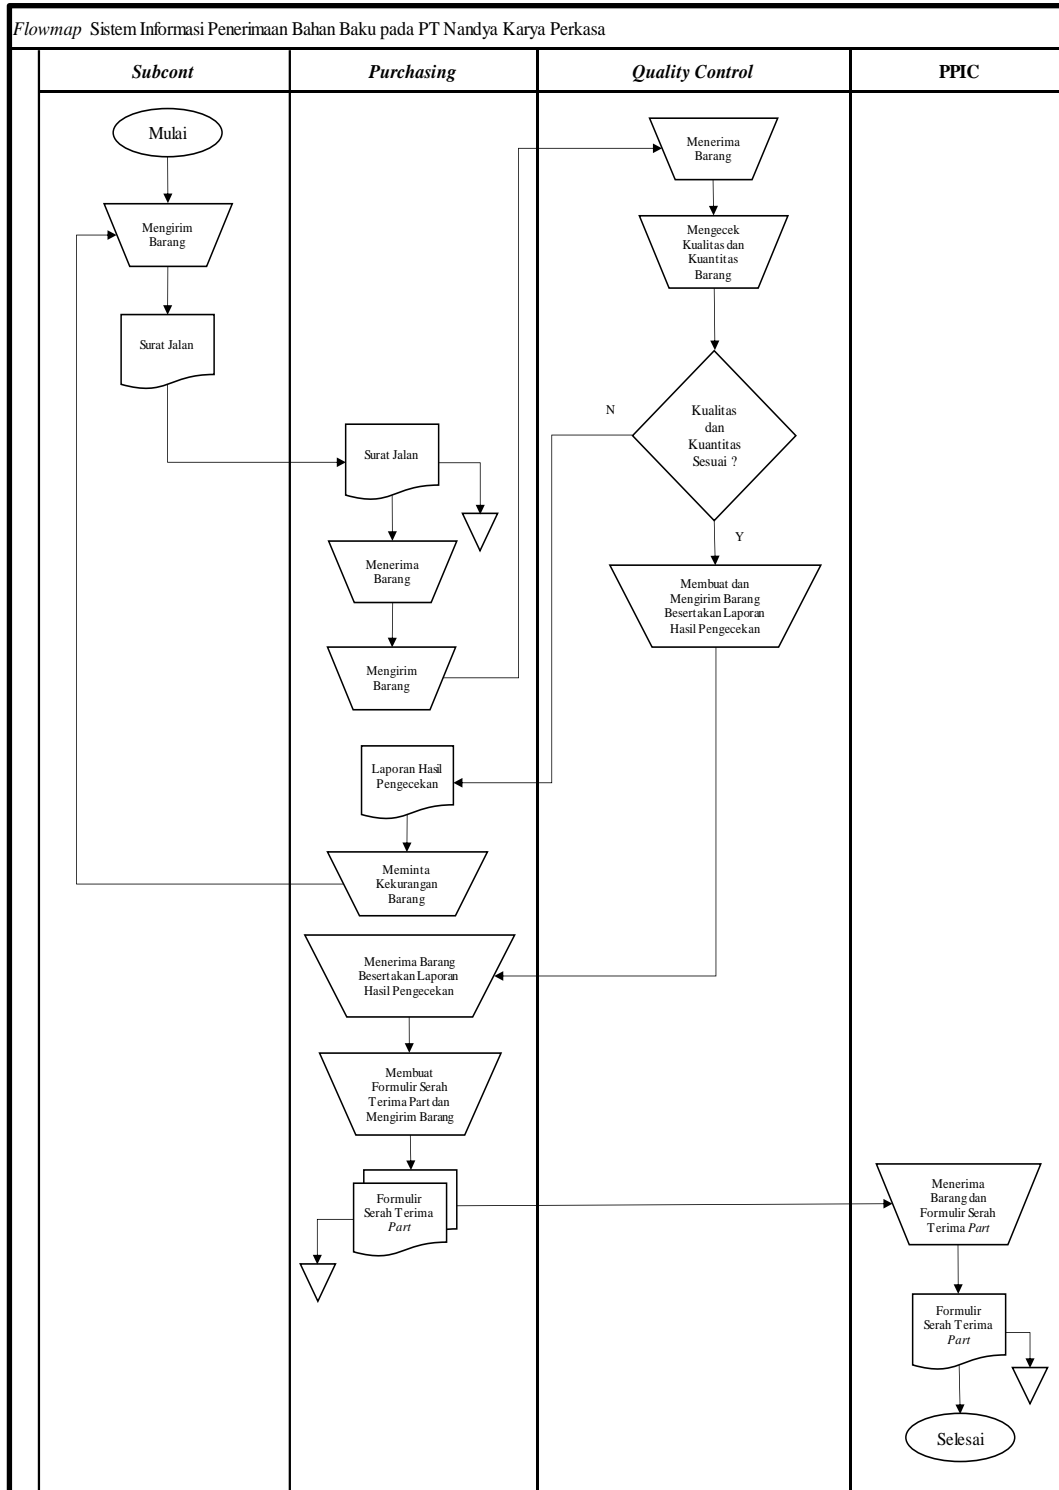 Flowmap Sistem Informasi Penerimaan Bahan Baku pada PT Nandya Karya Perkasa
Subcont
Purchasing
Quality Control
PPIC
Mulai
Mengirim
Barang
Surat Jalan
Surat Jalan
Menerima
Barang
Mengirim
Barang
Menerima
Barang
Mengecek
Kualitas dan
Kuantitas
Barang
Kualitas
dan
Kuantitas
Sesuai ?
N
Y
Laporan Hasil
Pengecekan
Meminta
Kekurangan
Barang
Membuat dan
Mengirim Barang
Besertakan Laporan
Hasil Pengecekan
Menerima Barang
Besertakan Laporan
Hasil Pengecekan
Membuat
Formulir Serah
Terima Part dan
Mengirim Barang
Formulir
Serah Terima
Part
Menerima
Barang dan
Formulir Serah
Terima Part
Formulir
Serah Terima
Part
Selesai